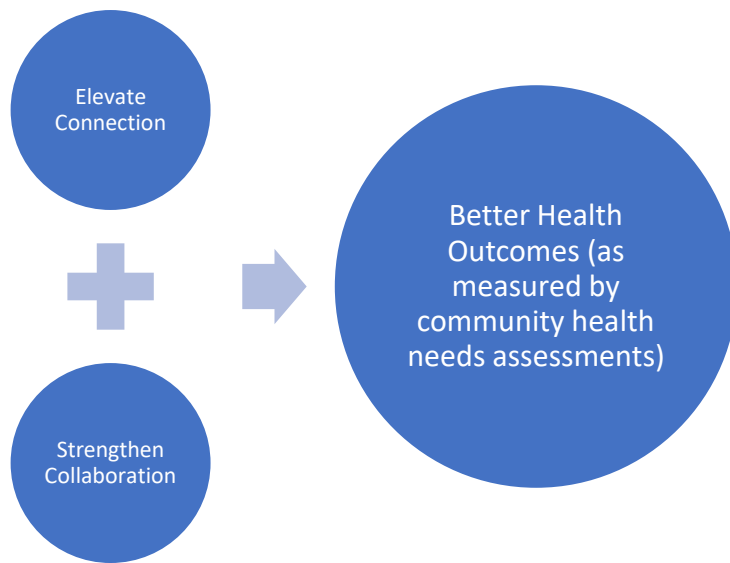 Elevate
Connection
Strengthen
Collaboration
Better Health
Outcomes (as
measured by
community health
needs assessments)